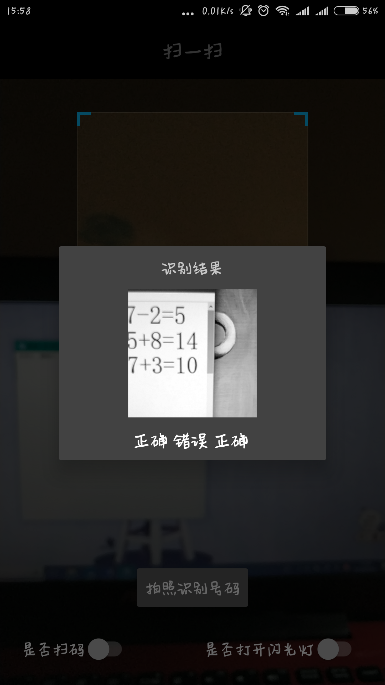 15:58 ... 0.01K/s 56%
扫一扫
识别结果
7-2=5
5+8=14
7+3=10
正确 错误 正确
拍照识别号码
是否扫码 是否打开闪光灯